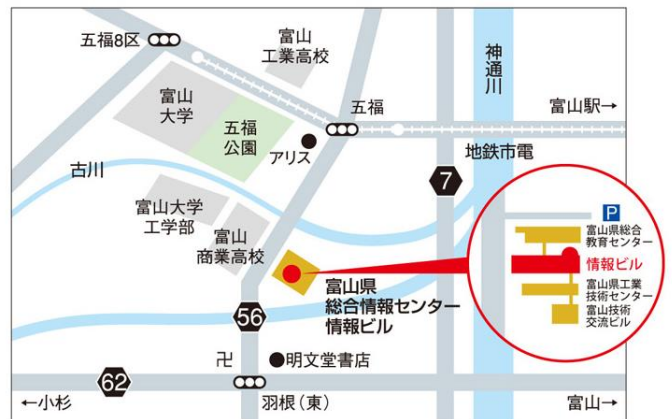 五福8区
富山
工業高校
神
通
川
富山
大学
五福
公園
五福
富山駅→
アリス
地鉄市電
古川
7
富山大学
工学部
富山
商業高校
P
富山県総合
教育センター
情報ビル
富山県工業
技術センター
富山技術
交流ビル
富山県
総合情報センター
情報ビル
56
卍
明文堂書店
62
←小杉
羽根(東)
富山→